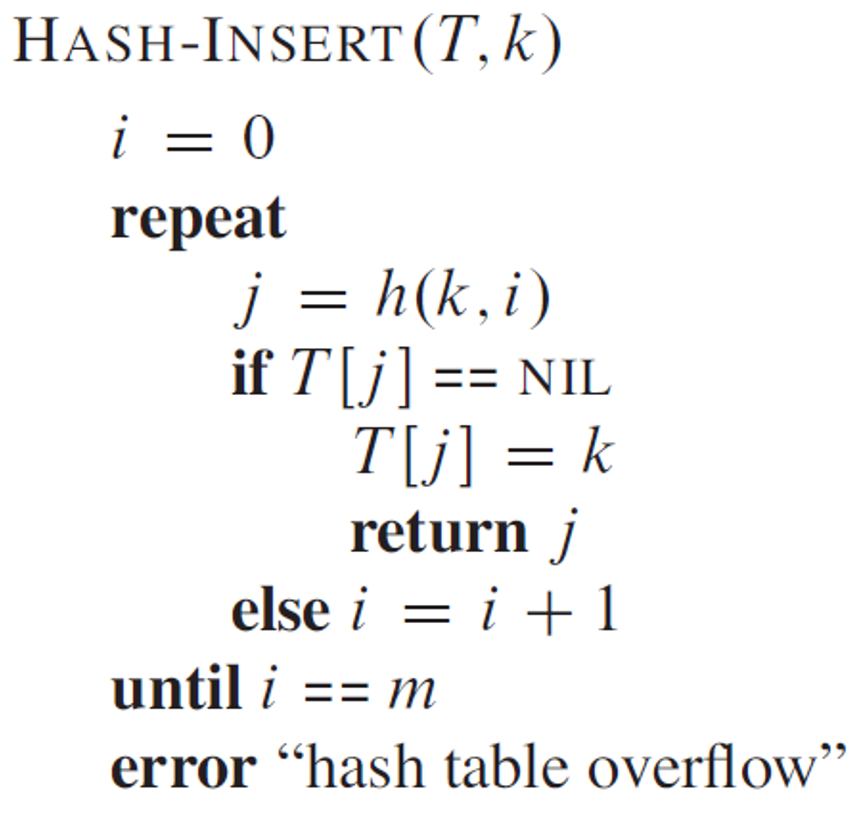 HASH-INSERT(T, k)
i = 0
repeat
j = h(k, i)
if T[j] == NIL
T[j] = k
return j
else i = i + 1
until i == m
error “hash table overflow”